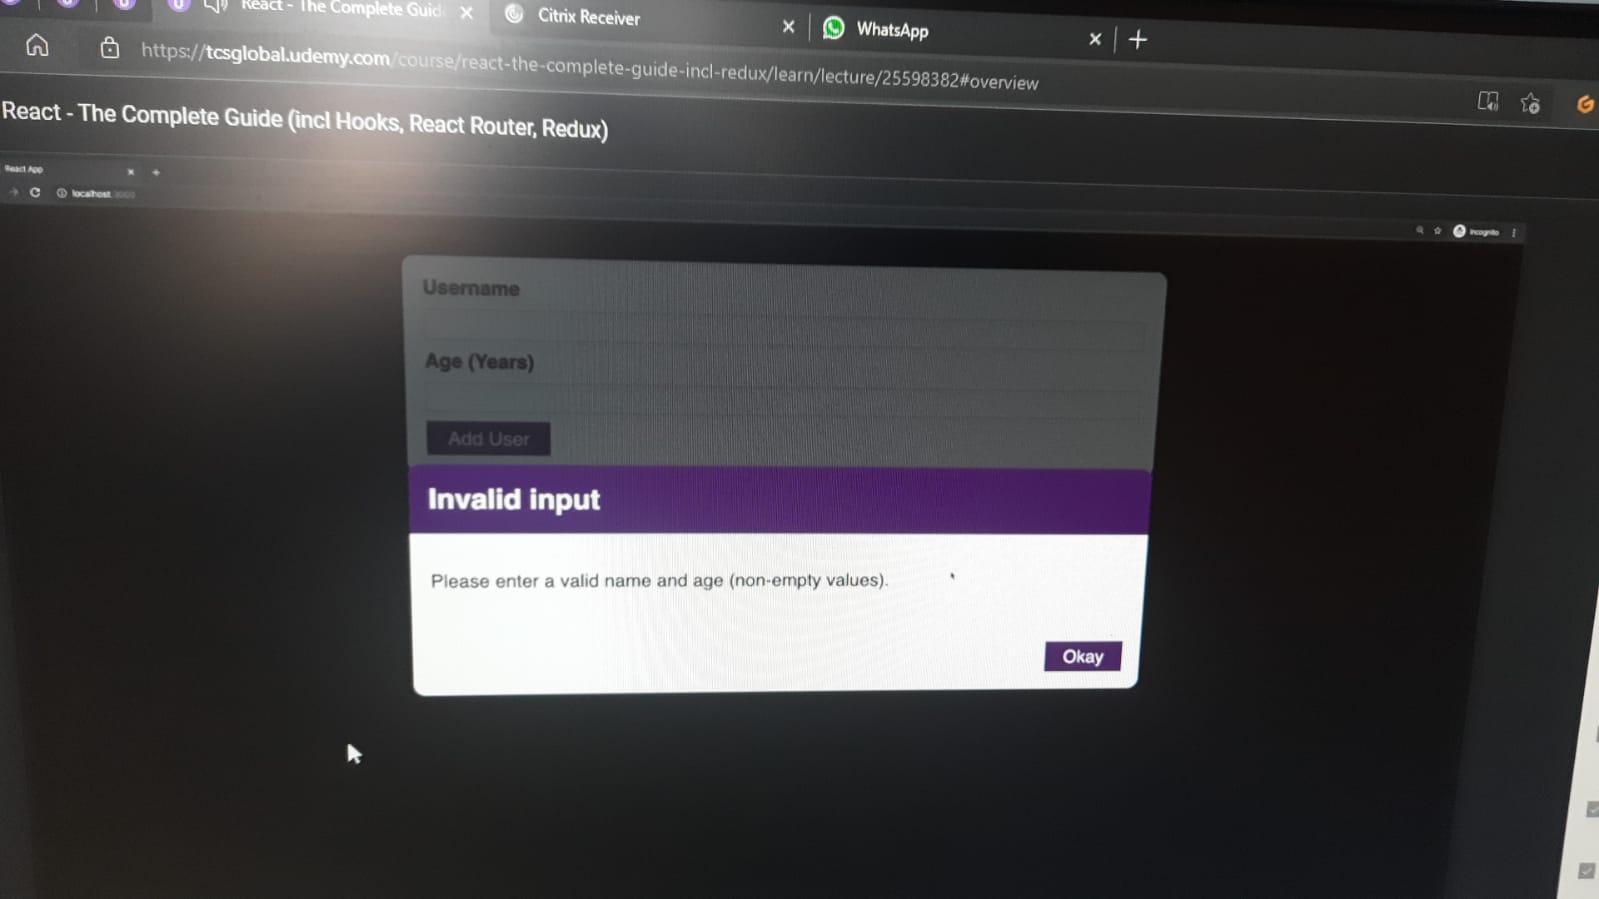 React - The Complete Guid
Citrix Receiver
WhatsApp
https://tcsglobal.udemy.com/course/react-the-complete-guide-incl-redux/learn/lecture/25598382#overview
React - The Complete Guide (incl Hooks, React Router, Redux)
React App
localhost:3000
Incognito
Username
Age (Years)
Add User
Invalid input
Please enter a valid name and age (non-empty values).
Okay